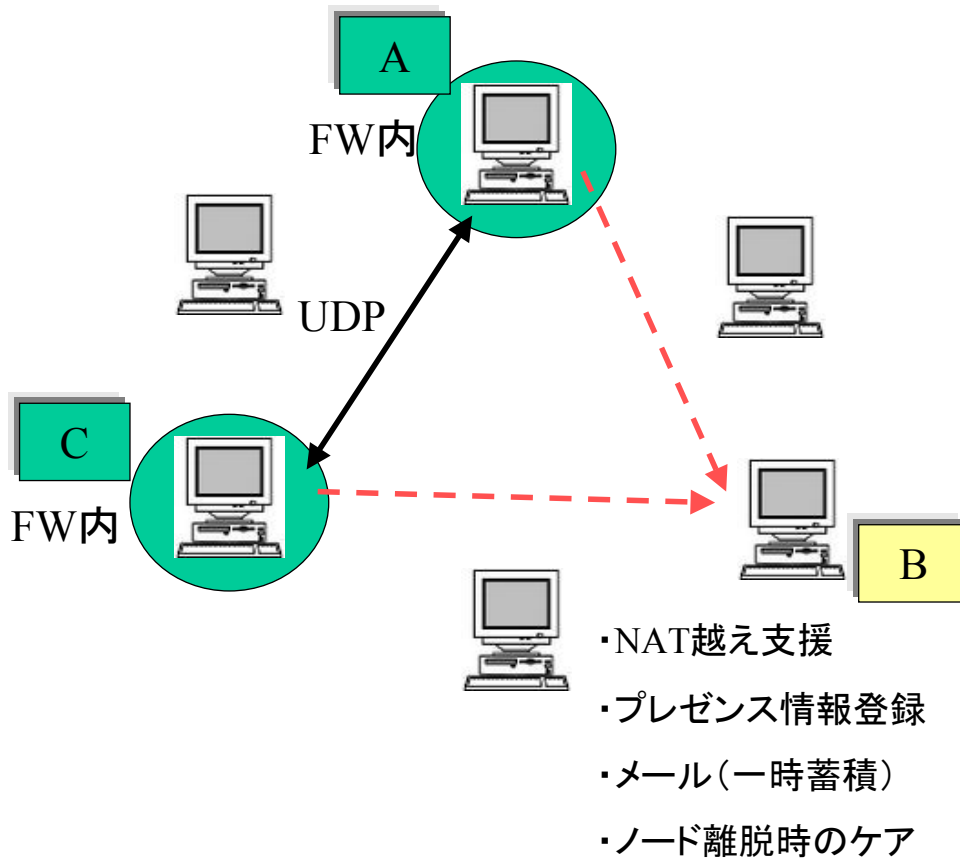 A
FW内
UDP
C
FW内
B
・NAT越え支援
・プレゼンス情報登録
・メール(一時蓄積)
・ノード離脱時のケア